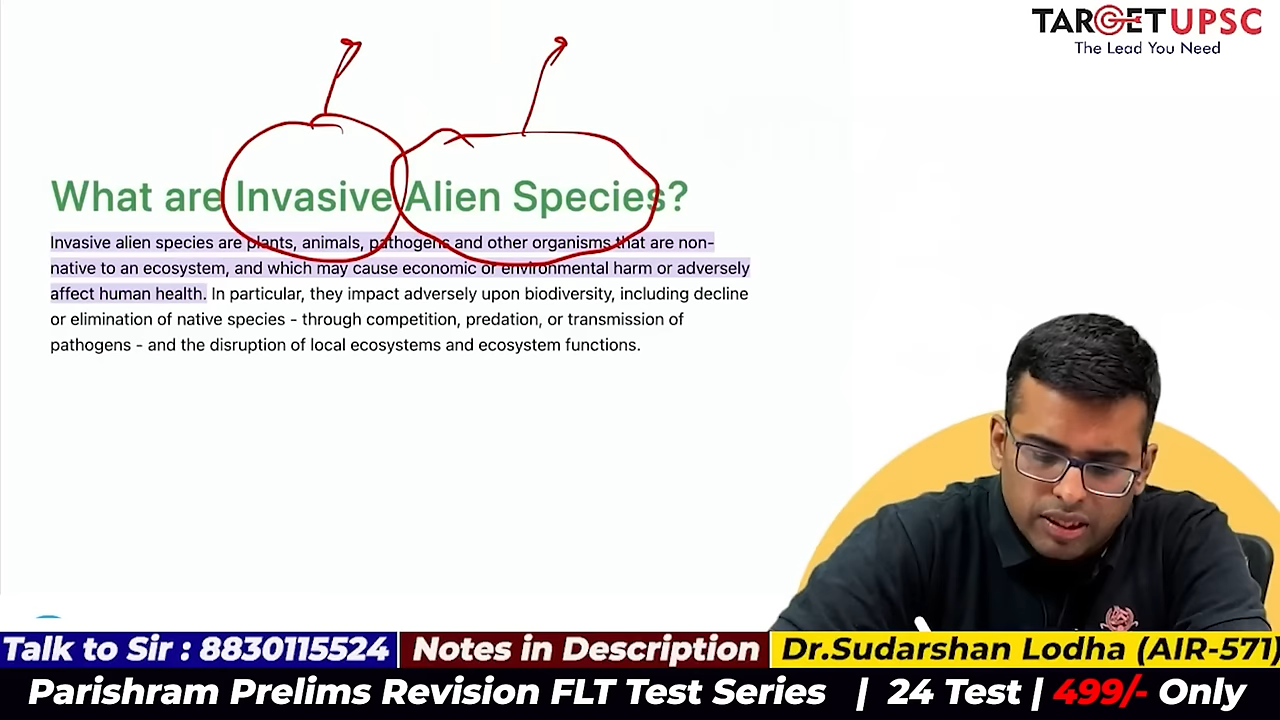 TARGETUPSC
The Lead You Need
What are Invasive Alien Species?
Invasive alien species are plants, animals, pathogens and other organisms that are non-
native to an ecosystem, and which may cause economic or environmental harm or adversely
affect human health. In particular, they impact adversely upon biodiversity, including decline
or elimination of native species - through competition, predation, or transmission of
pathogens - and the disruption of local ecosystems and ecosystem functions.
Talk to Sir : 8830115524 Notes in Description Dr.Sudarshan Lodha (AIR-571)
Parishram Prelims Revision FLT Test Series | 24 Test | 499/- Only